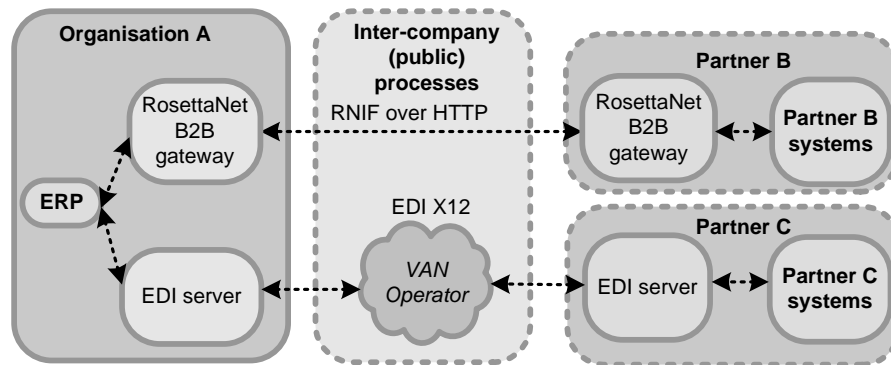 Organisation A
RosettaNet
B2B
gateway
ERP
EDI server
Inter-company
(public)
processes
RNIF over HTTP
EDI X12
VAN
Operator
Partner B
RosettaNet
B2B
gateway
Partner B
systems
Partner C
EDI server
Partner C
systems